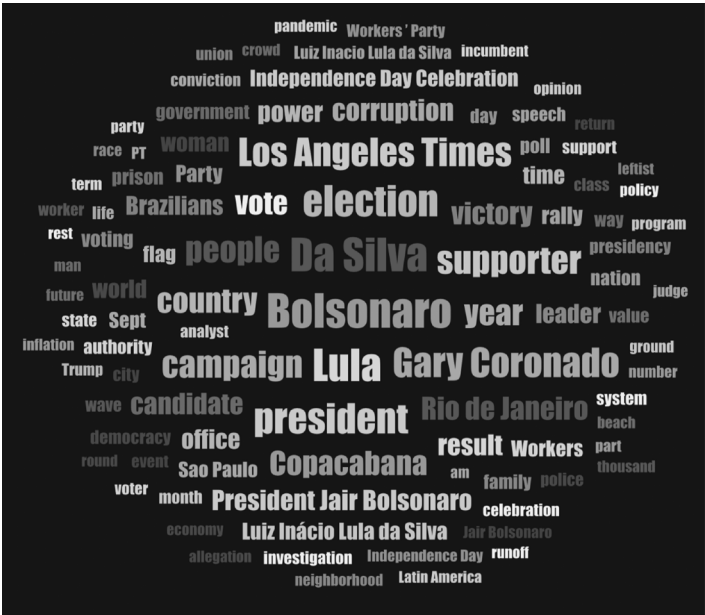 pandemic Workers ’ Party
union crowd Luiz Inacio Lula da Silva incumbent
conviction Independence Day Celebration opinion
government power corruption day speech return
party race PT woman Los Angeles Times poll support
term prison Party time class leftist policy
worker life Brazilians vote election victory rally way program
rest voting flag people Da Silva supporter presidency
man nation
future world country Bolsonaro year leader value judge
state Sept analyst
inflation authority campaign Lula Gary Coronado ground
Trump city number
wave candidate president Rio de Janeiro system
democracy office result Workers beach part
round event Sao Paulo Copacabana am family police thousand
voter month President Jair Bolsonaro celebration
economy Luiz Inácio Lula da Silva Jair Bolsonaro
allegation investigation Independence Day runoff
neighborhood Latin America